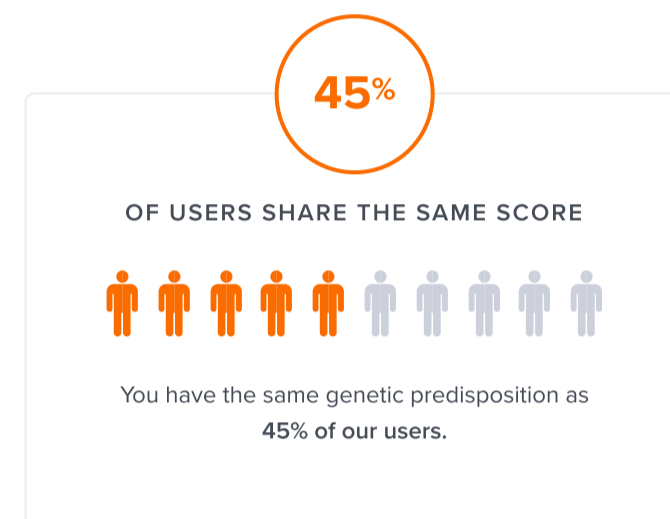 45%
OF USERS SHARE THE SAME SCORE
You have the same genetic predisposition as
45% of our users.